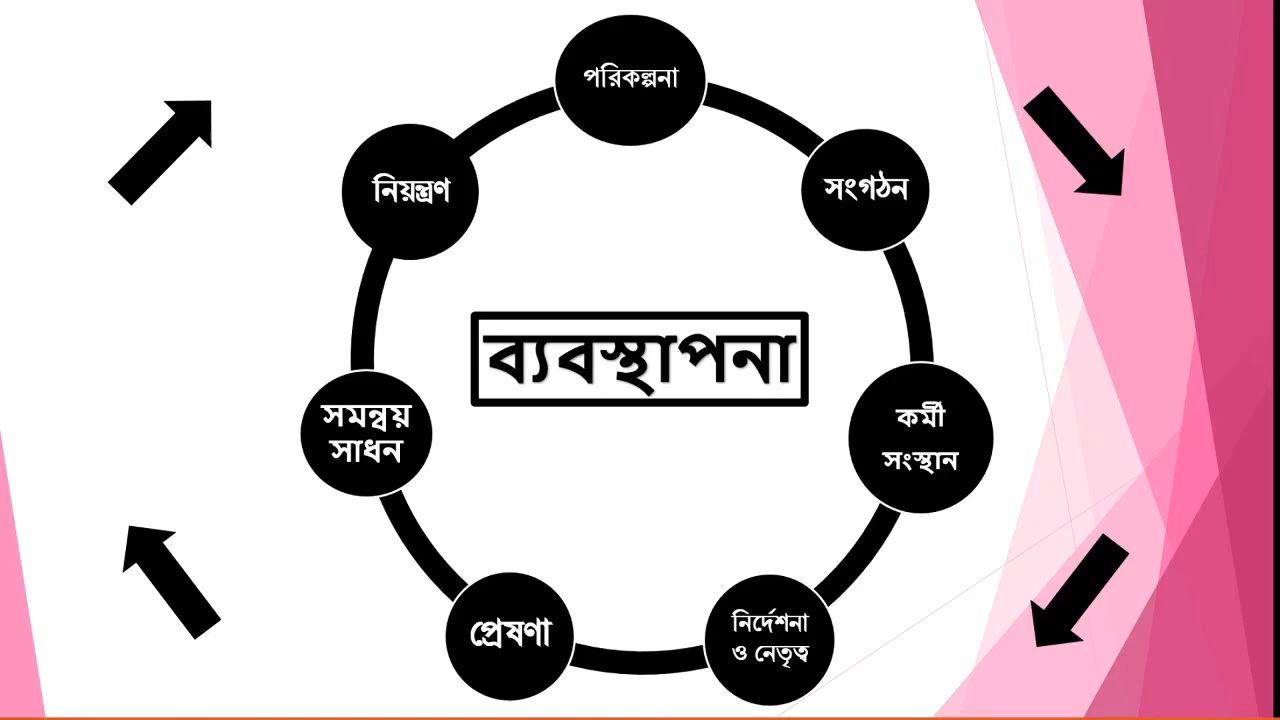 পরিকল্পনা
সংগঠন
কর্মী
সংস্থান
নির্দেশনা
ও নেতৃত্ব
প্রেষণা
সমন্বয়
সাধন
নিয়ন্ত্রণ
ব্যবস্থাপনা